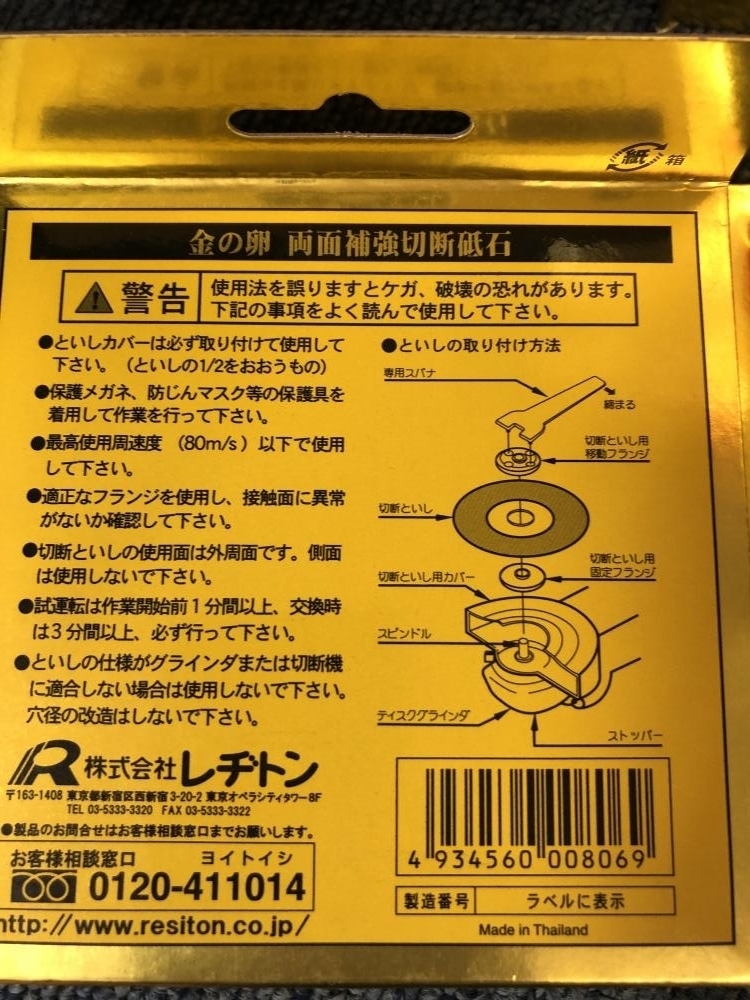 紙 箱
金の卵 両面補強切断砥石
警告
使用法を誤りますとケガ、破壊の恐れがあります。
下記の事項をよく読んで使用して下さい。
●といしカバーは必ず取り付けて使用して
下さい。(といしの1/2をおおうもの)
●保護メガネ、防じんマスク等の保護具を
着用して作業を行って下さい。
●最高使用周速度 (80m/s) 以下で使用
して下さい。
●適正なフランジを使用し、接触面に異常
がないか確認して下さい。
●切断といしの使用面は外周面です。側面
は使用しないで下さい。
●試運転は作業開始前1分間以上、交換時
は3分間以上、必ず行って下さい。
●といしの仕様がグラインダまたは切断機
に適合しない場合は使用しないで下さい。
穴径の改造はしないで下さい。
●といしの取り付け方法
専用スパナ
締まる
切断といし用
移動フランジ
切断といし
切断といし用
固定フランジ
切断といし用カバー
スピンドル
ディスクグラインダ
ストッパー
R 株式会社レヂトン
〒163-1408 東京都新宿区西新宿3-20-2 東京オペラシティタワー8F
TEL 03-5333-3320 FAX 03-5333-3322
●製品のお問合せはお客様相談窓口までお願いします。
お客様相談窓口 ヨイトイシ
0120-411014
http://www.resiton.co.jp/
4 934560 008069
製造番号 ラベルに表示
Made in Thailand